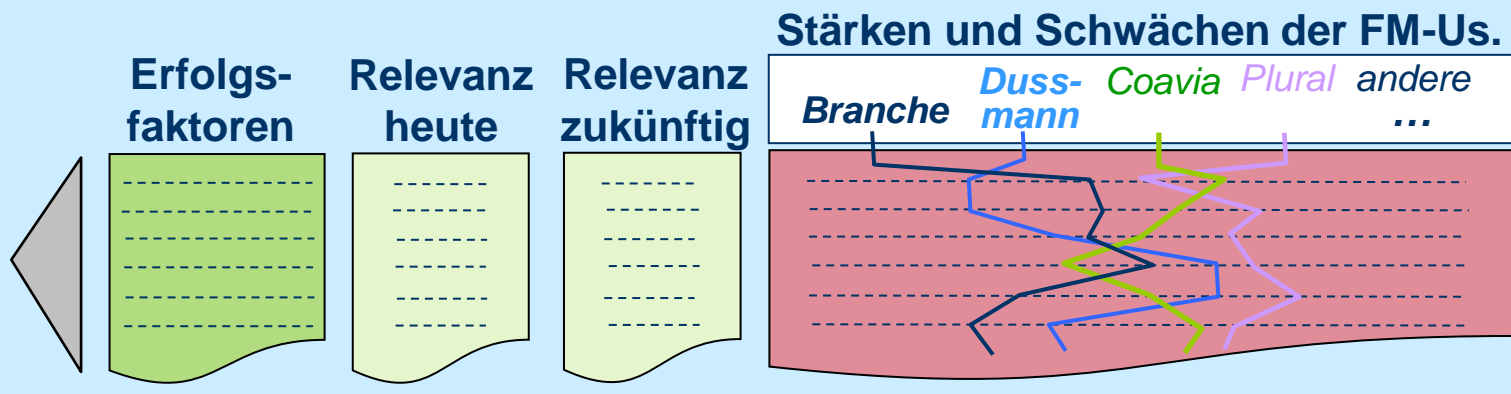 Stärken und Schwächen der FM-Us.
Erfolgs-
faktoren
Relevanz
heute
Relevanz
zukünftig
Branche
Duss-
mann
Coavia
Plural
andere
...